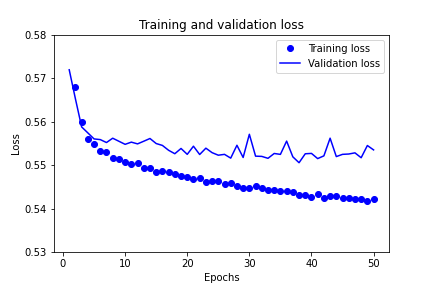 Training and validation loss
Training loss
Validation loss
0.58
0.57
0.56
0.55
0.54
0.53
Loss
0
10
20
30
40
50
Epochs